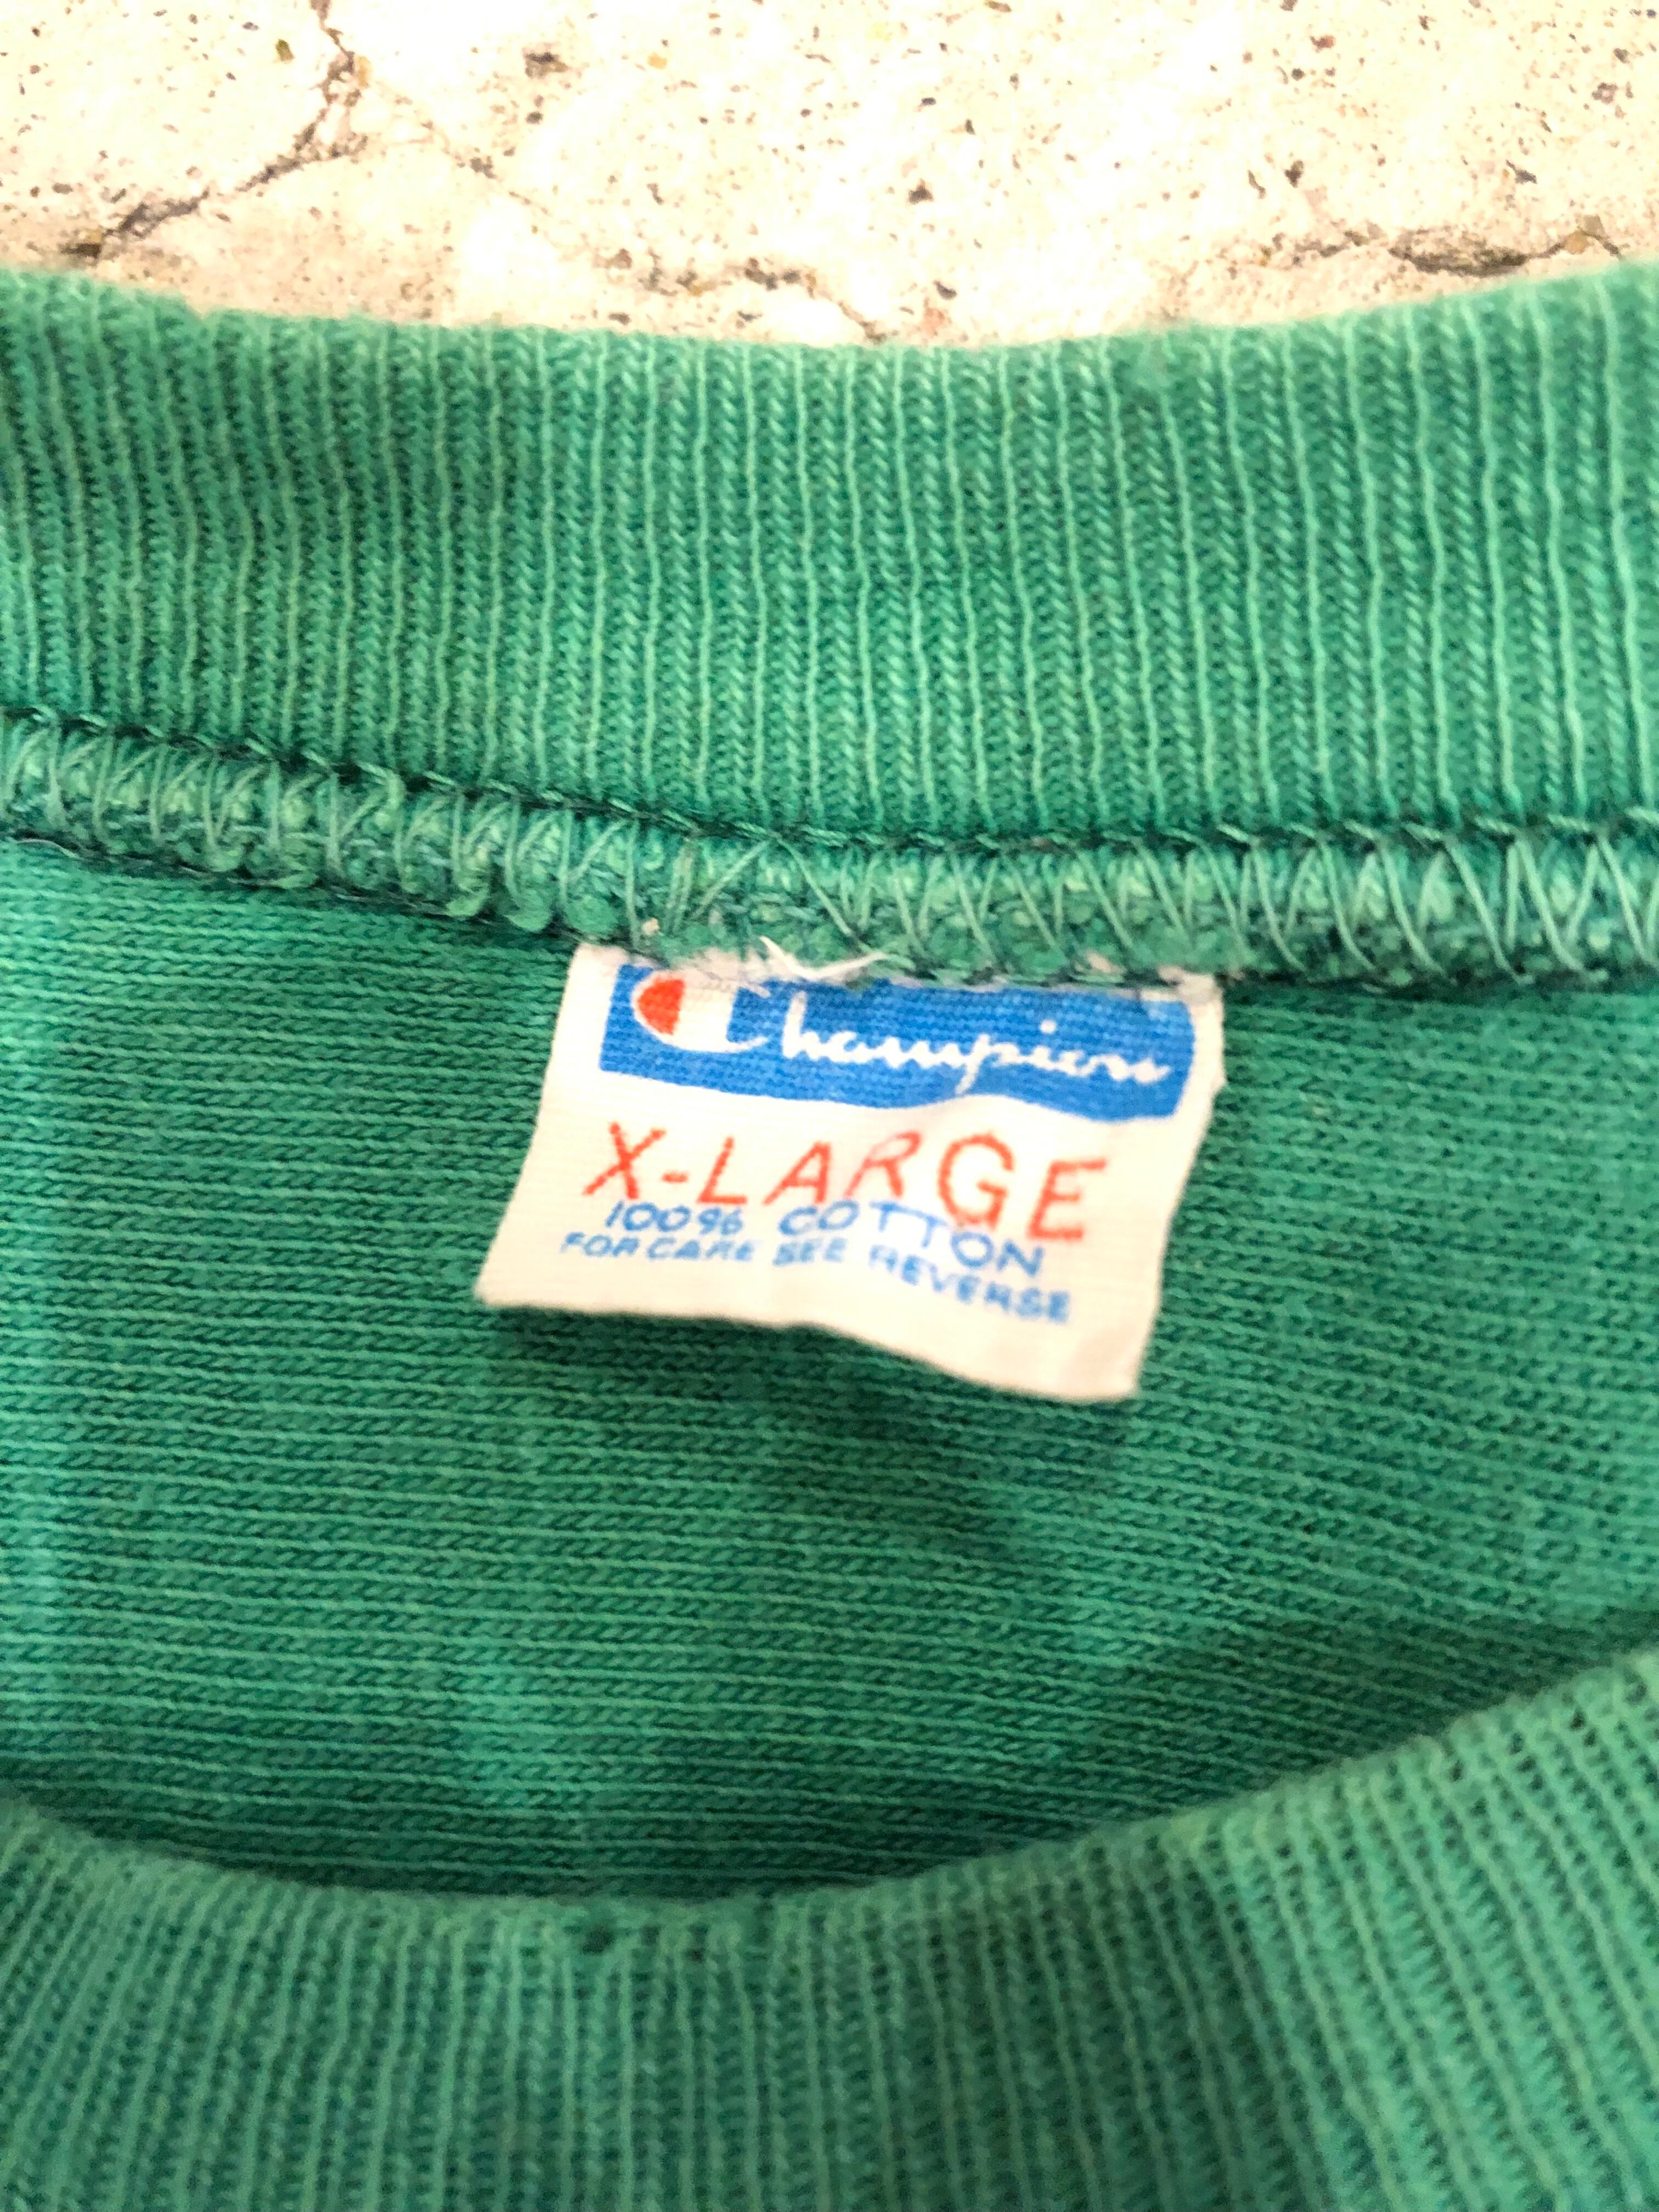 Champion
X-LARGE
100% COTTON
FOR CARE SEE REVERSE